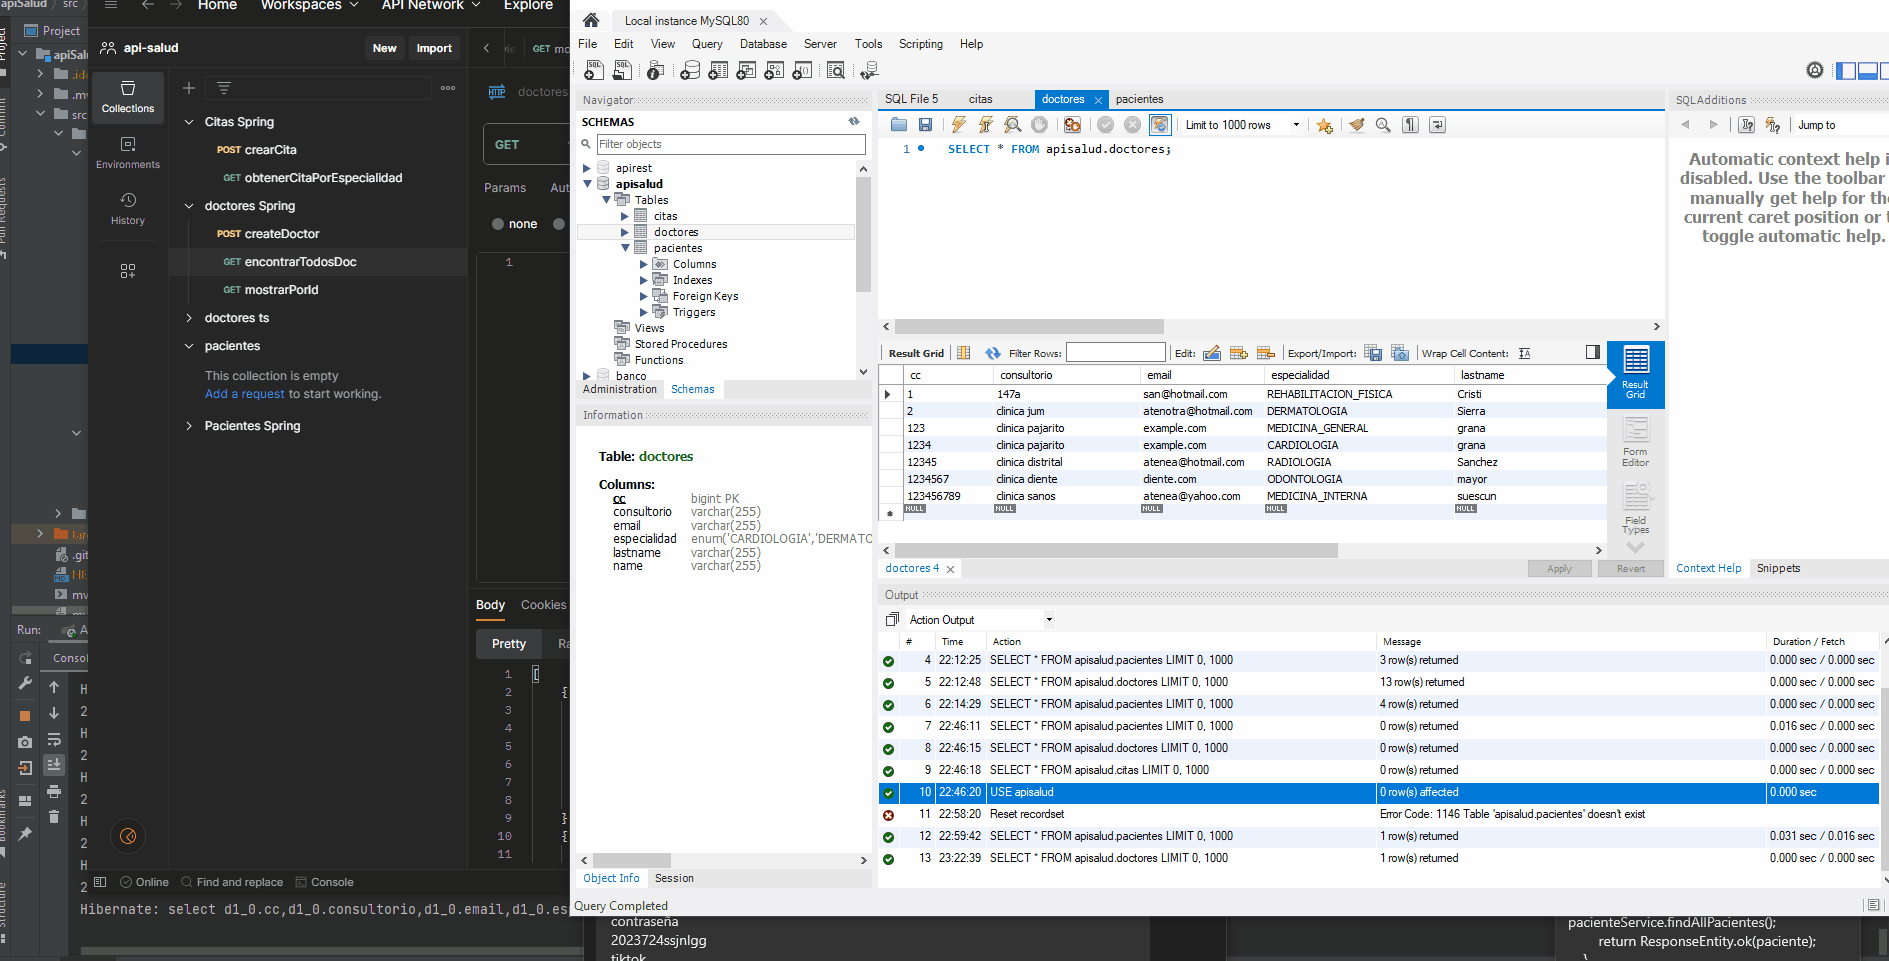 apiSalud
src
Project
apiSalu
src
.git
Run:
Consol
Hibernate: select d1_0.cc,d1_0.consultorio,d1_0.email,d1_0.es
Home
Workspaces
API Network
Explore
api-salud
New
Import
Collections
Environments
History
Citas Spring
POST crearCita
GET obtenerCitaPorEspecialidad
doctores Spring
POST createDoctor
GET encontrarTodosDoc
GET mostrarPorId
doctores ts
pacientes
This collection is empty
Add a request to start working.
Pacientes Spring
Online
Find and replace
Console
GET mo
HTTP doctores
GET
Params
Aut
none
1
Body
Cookies
Pretty
Ra
1 [
2 {
3
4
5
6
7
8
9 }
10 {
11
Local instance MySQL80
File Edit View Query Database Server Tools Scripting Help
Navigator
SCHEMAS
Filter objects
apirest
apisalud
Tables
citas
doctores
pacientes
Columns
Indexes
Foreign Keys
Triggers
Views
Stored Procedures
Functions
banco
Administration Schemas
Information
Table: doctores
Columns:
cc bigint PK
consultorio varchar(255)
email varchar(255)
especialidad enum('CARDIOLOGIA','DERMATO
lastname varchar(255)
name varchar(255)
Object Info Session
Query Completed
SQL File 5 citas doctores pacientes
Limit to 1000 rows
1 SELECT * FROM apisalud.doctores;
Result Grid Filter Rows: Edit: Export/Import: Wrap Cell Content:
cc consultorio email especialidad lastname
1 147a san@hotmail.com REHABILITACION_FISICA Cristi
2 clinica jum atenotra@hotmail.com DERMATOLOGIA Sierra
123 clinica pajarito example.com MEDICINA_GENERAL grana
1234 clinica pajarito example.com CARDIOLOGIA grana
12345 clinica distrital atenea@hotmail.com RADIOLOGIA Sanchez
1234567 clinica diente diente.com ODONTOLOGIA mayor
123456789 clinica sanos atenea@yahoo.com MEDICINA_INTERNA suescun
NULL NULL NULL NULL NULL
Result Grid
Form Editor
Field Types
doctores 4
Apply Revert
SQLAdditions
Jump to
Automatic context help i
disabled. Use the toolbar
manually get help for the
current caret position or t
toggle automatic help.
Context Help Snippets
Output
Action Output
# Time Action Message Duration / Fetch
4 22:12:25 SELECT * FROM apisalud.pacientes LIMIT 0, 1000 3 row(s) returned 0.000 sec / 0.000 sec
5 22:12:48 SELECT * FROM apisalud.doctores LIMIT 0, 1000 13 row(s) returned 0.000 sec / 0.000 sec
6 22:14:29 SELECT * FROM apisalud.pacientes LIMIT 0, 1000 4 row(s) returned 0.000 sec / 0.000 sec
7 22:46:11 SELECT * FROM apisalud.pacientes LIMIT 0, 1000 0 row(s) returned 0.016 sec / 0.000 sec
8 22:46:15 SELECT * FROM apisalud.doctores LIMIT 0, 1000 0 row(s) returned 0.000 sec / 0.000 sec
9 22:46:18 SELECT * FROM apisalud.citas LIMIT 0, 1000 0 row(s) returned 0.000 sec / 0.000 sec
10 22:46:20 USE apisalud 0 row(s) affected 0.000 sec
11 22:58:20 Reset recordset Error Code: 1146 Table 'apisalud.pacientes' doesn't exist
12 22:59:42 SELECT * FROM apisalud.pacientes LIMIT 0, 1000 1 row(s) returned 0.031 sec / 0.016 sec
13 23:22:39 SELECT * FROM apisalud.doctores LIMIT 0, 1000 1 row(s) returned 0.000 sec / 0.000 sec
contraseña
2023724ssjnlgg
tiktok
pacienteService.findAllPacientes();
return ResponseEntity.ok(paciente);
}